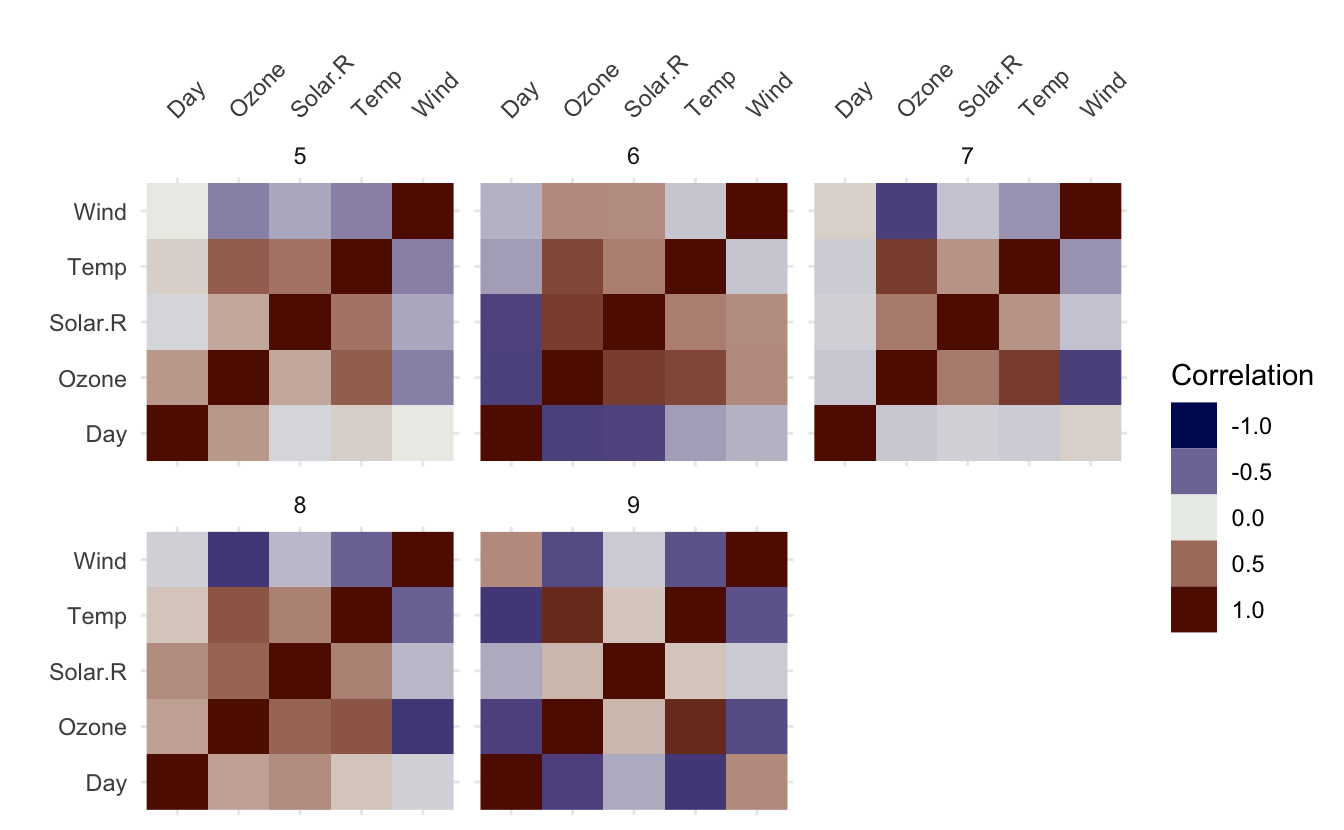 Day Ozone Solar.R Temp Wind Day Ozone Solar.R Temp Wind Day Ozone Solar.R Temp Wind
5 6 7
Wind
Temp
Solar.R
Ozone
Day
8 9
Wind
Temp
Solar.R
Ozone
Day
Correlation
-1.0
-0.5
0.0
0.5
1.0